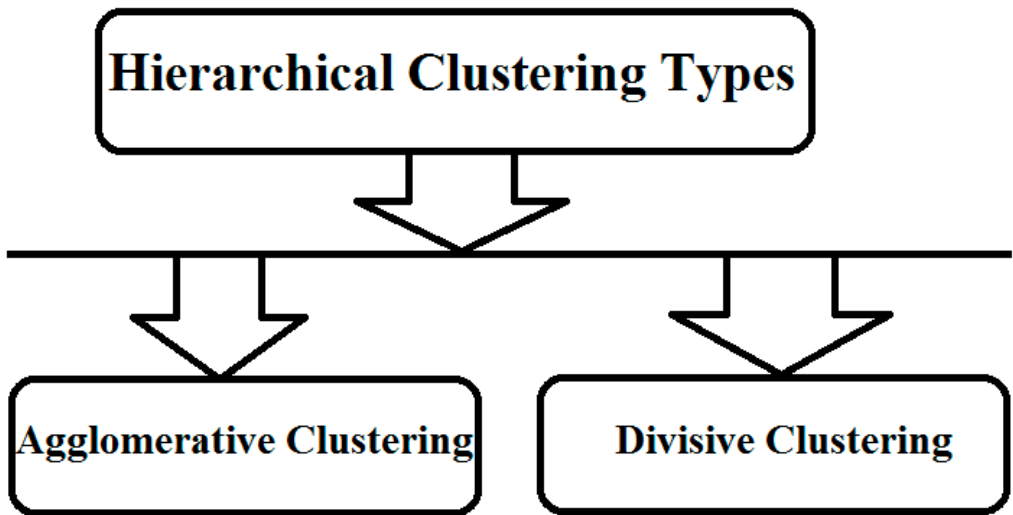 Hierarchical Clustering Types
Agglomerative Clustering
Divisive Clustering